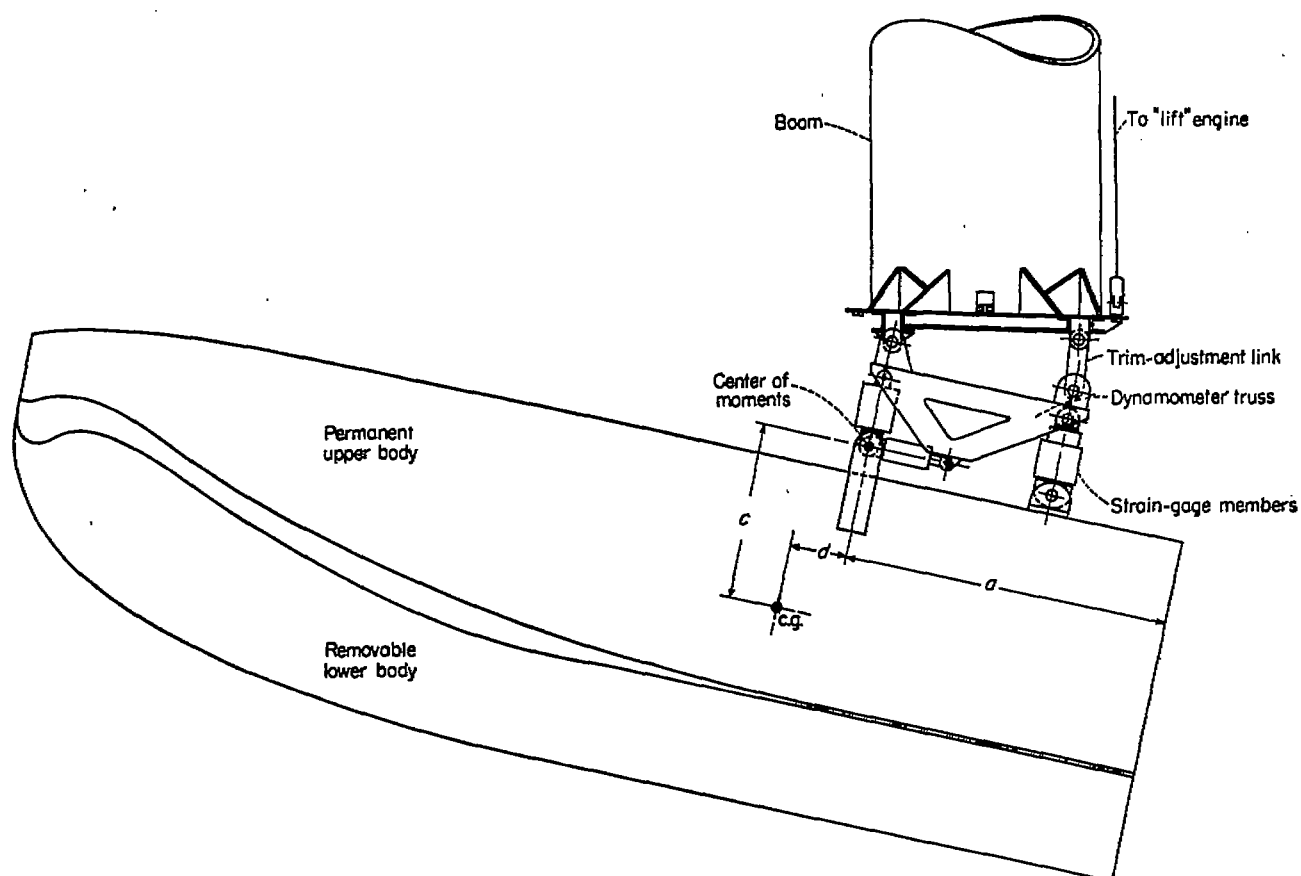 Boom
To "lift" engine
Trim-adjustment link
Dynamometer truss
Center of
moments
Permanent
upper body
Strain-gage members
c
d
a
c.g.
Removable
lower body